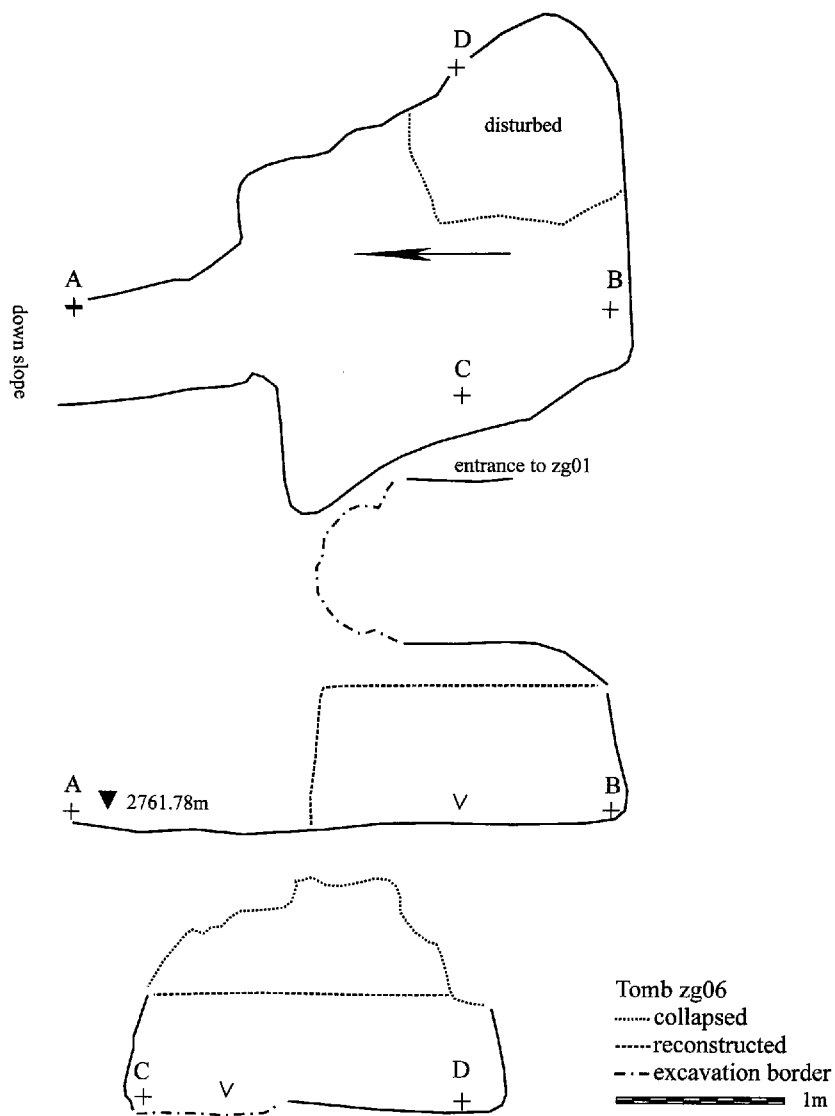 D
disturbed
A
B
down slope
C
entrance to zg01
A
2761.78m
B
C
D
Tomb zg06
collapsed
reconstructed
excavation border
1m